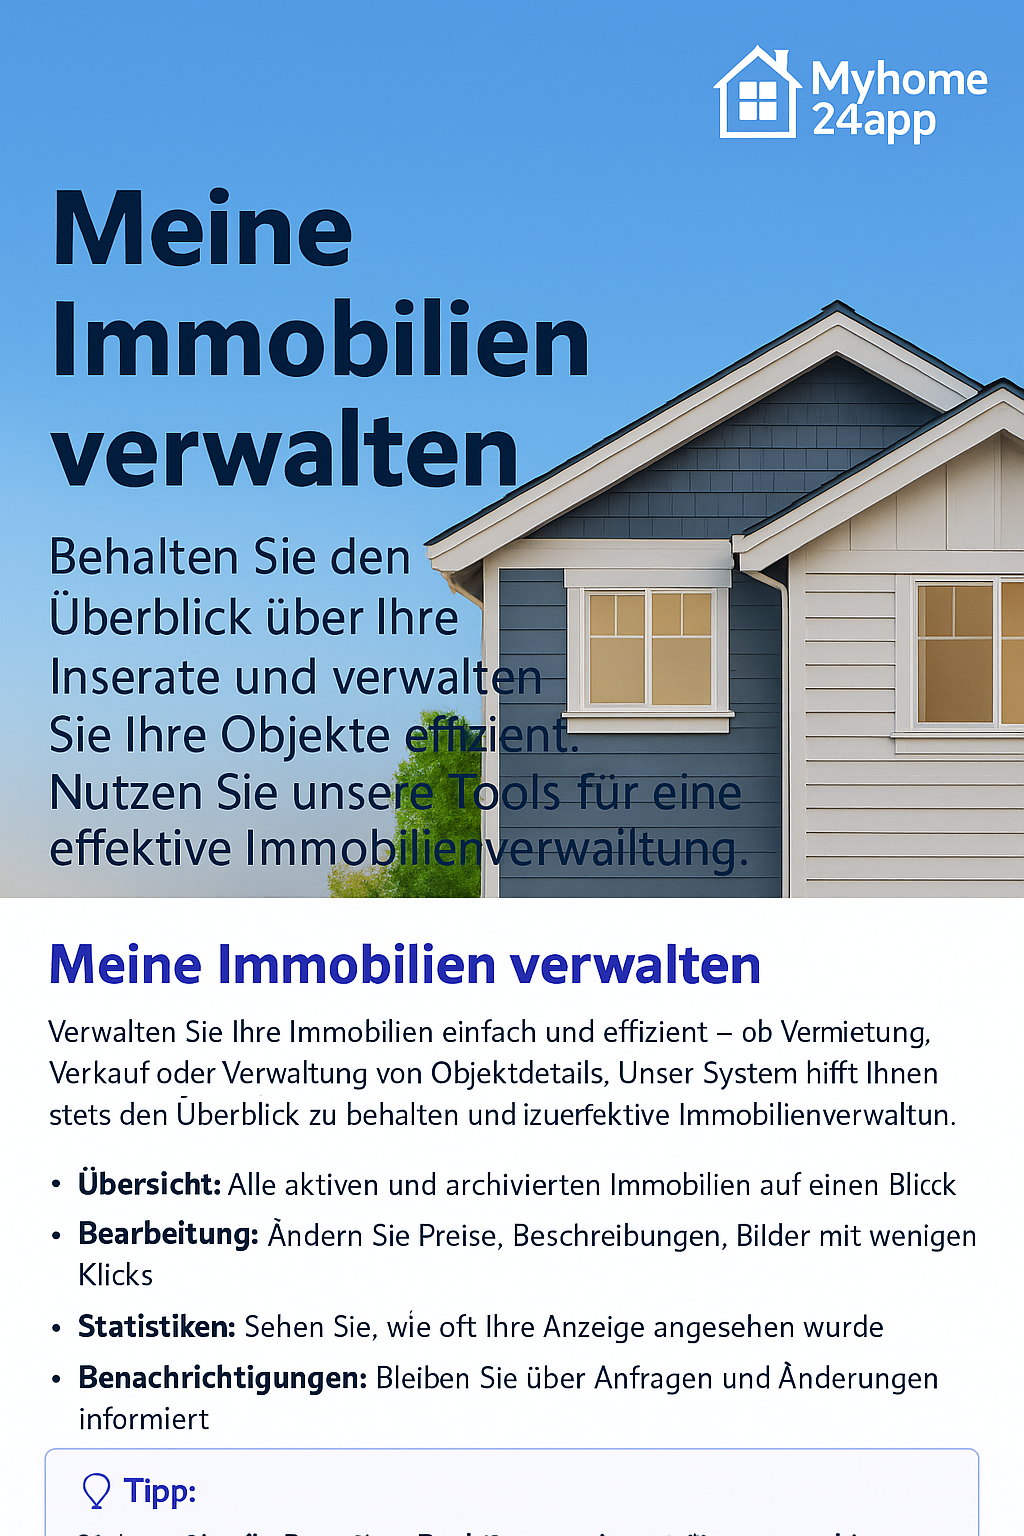 Myhome
24app
Meine
Immobilien
verwalten
Behalten Sie den
Überblick über Ihre
Inserate und verwalten
Sie Ihre Objekte effizient.
Nutzen Sie unsere Tools für eine
effektive Immobilienverwailtung.
Meine Immobilien verwalten
Verwalten Sie Ihre Immobilien einfach und effizient – ob Vermietung,
Verkauf oder Verwaltung von Objektdetails, Unser System hifft Ihnen
stets den Überblick zu behalten und izuerfektive Immobilienverwaltun.
• Übersicht: Alle aktiven und archivierten Immobilien auf einen Blicck
• Bearbeitung: Àndern Sie Preise, Beschreibungen, Bilder mit wenigen
Klicks
• Statistiken: Sehen Sie, wie oft Ihre Anzeige angesehen wurde
• Benachrichtigungen: Bleiben Sie über Anfragen und Ànderungen
informiert
Tipp: